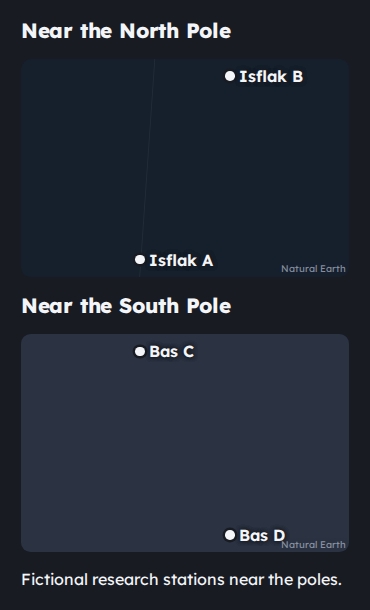 Near the North Pole
Isflak B
Isflak A
Natural Earth
Near the South Pole
Bas C
Bas D
Natural Earth
Fictional research stations near the poles.